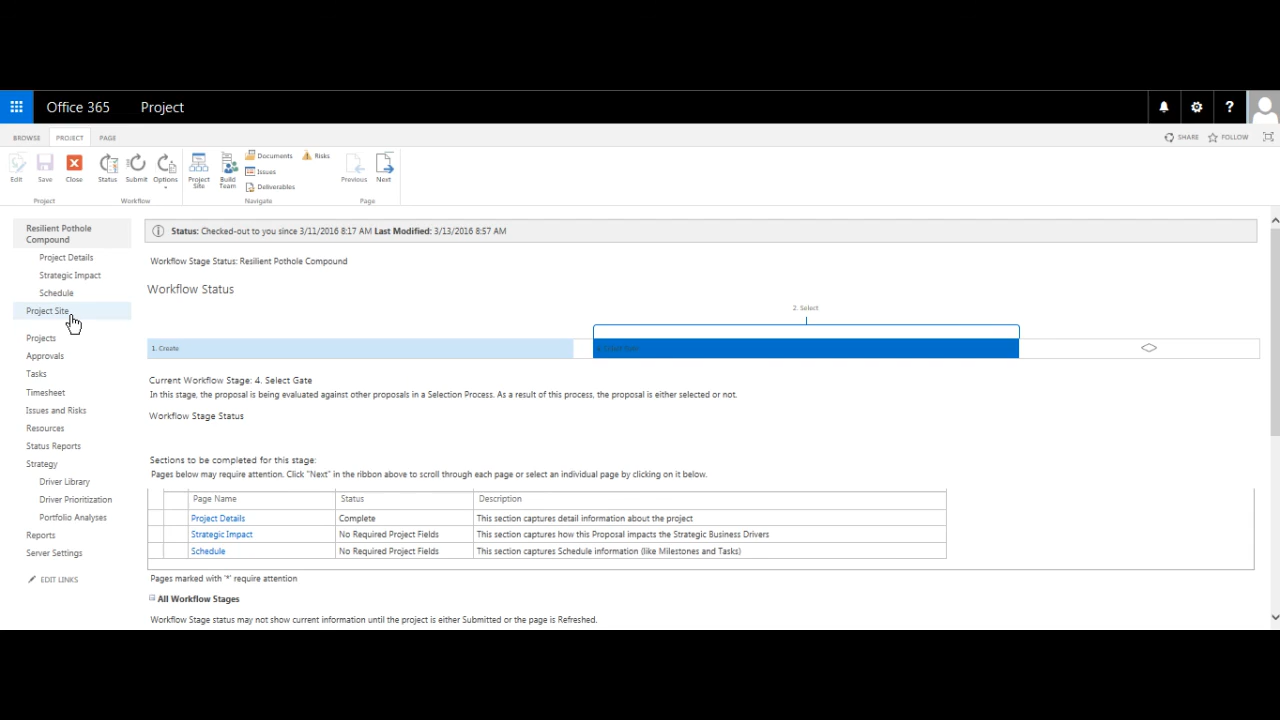 Office 365 Project
BROWSE PROJECT PAGE
SHARE FOLLOW
Edit Save Close Status Submit Options Project Site Build Team Documents Issues Deliverables Risks Previous Next
Project Workflow Navigate Page
Resilient Pothole
Compound
Project Details
Strategic Impact
Schedule
Project Site
Projects
Approvals
Tasks
Timesheet
Issues and Risks
Resources
Status Reports
Strategy
Driver Library
Driver Prioritization
Portfolio Analyses
Reports
Server Settings
EDIT LINKS
Status: Checked-out to you since 3/11/2016 8:17 AM Last Modified: 3/13/2016 8:57 AM
Workflow Stage Status: Resilient Pothole Compound
Workflow Status
2. Select
1. Create
Current Workflow Stage: 4. Select Gate
In this stage, the proposal is being evaluated against other proposals in a Selection Process. As a result of this process, the proposal is either selected or not.
Workflow Stage Status
Sections to be completed for this stage:
Pages below may require attention. Click "Next" in the ribbon above to scroll through each page or select an individual page by clicking on it below.
Page Name Status Description
Project Details Complete This section captures detail information about the project
Strategic Impact No Required Project Fields This section captures how this Proposal impacts the Strategic Business Drivers
Schedule No Required Project Fields This section captures Schedule information (like Milestones and Tasks)
Pages marked with '*' require attention
All Workflow Stages
Workflow Stage status may not show current information until the project is either Submitted or the page is Refreshed.